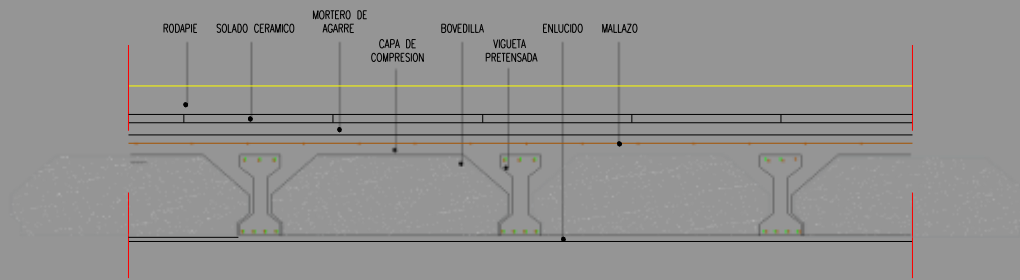 RODAPIE
SOLADO CERAMICO
MORTERO DE
AGARRE
CAPA DE
COMPRESION
BOVEDILLA
VIGUETA
PRETENSADA
ENLUCIDO
MALLAZO